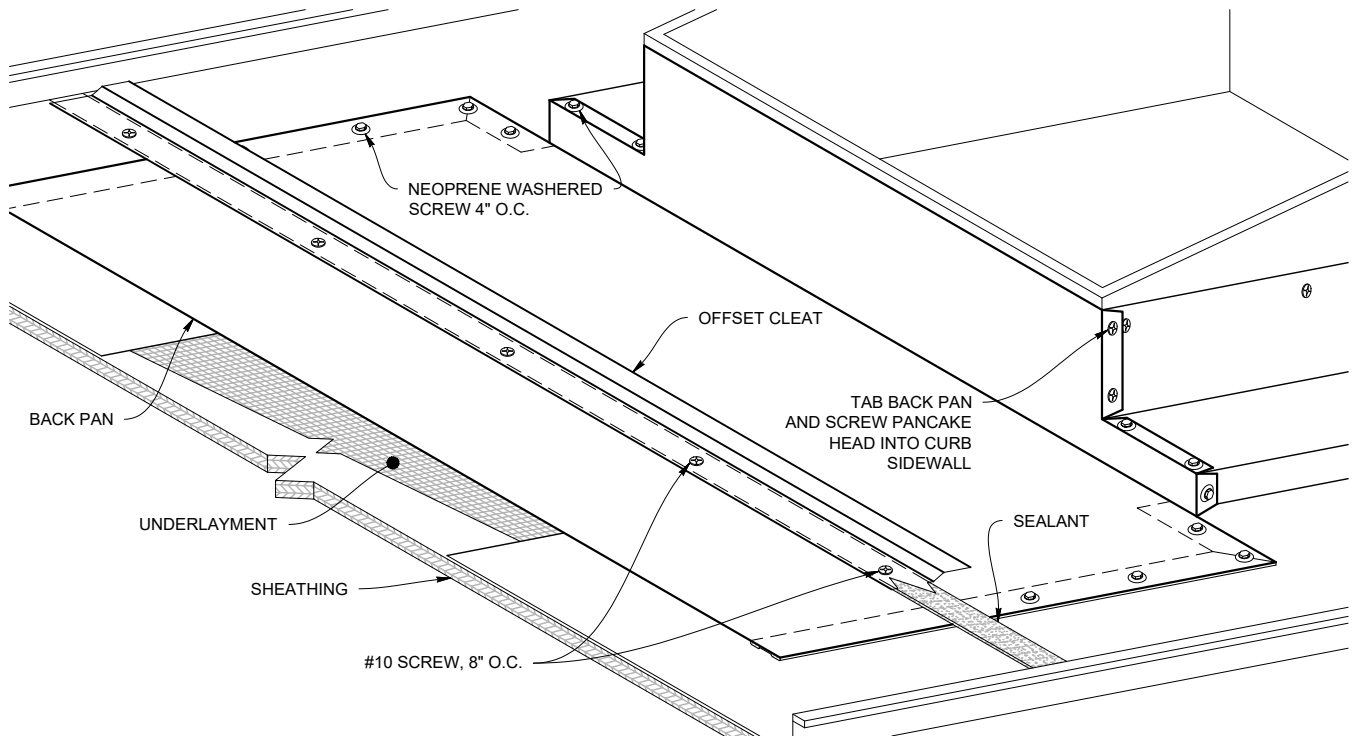 NEOPRENE WASHERED
SCREW 4" O.C.
OFFSET CLEAT
BACK PAN
TAB BACK PAN
AND SCREW PANCAKE
HEAD INTO CURB
SIDEWALL
UNDERLAYMENT
SEALANT
SHEATHING
#10 SCREW, 8" O.C.